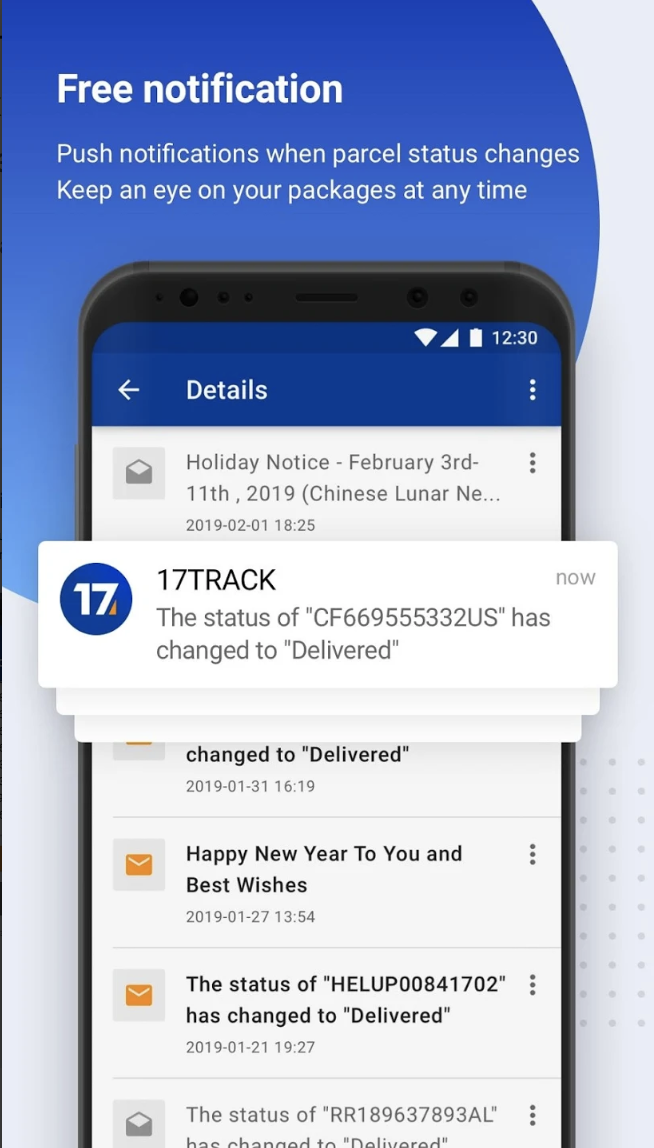 Free notification
Push notifications when parcel status changes
Keep an eye on your packages at any time
12:30
Details
Holiday Notice - February 3rd-
11th , 2019 (Chinese Lunar Ne...
2019-02-01 18:25
17
17TRACK
now
The status of "CF669555332US" has
changed to "Delivered"
changed to "Delivered"
2019-01-31 16:19
Happy New Year To You and
Best Wishes
2019-01-27 13:54
The status of "HELUP00841702"
has changed to "Delivered"
2019-01-21 19:27
The status of "RR189637893AL"
has changed to "Delivered"